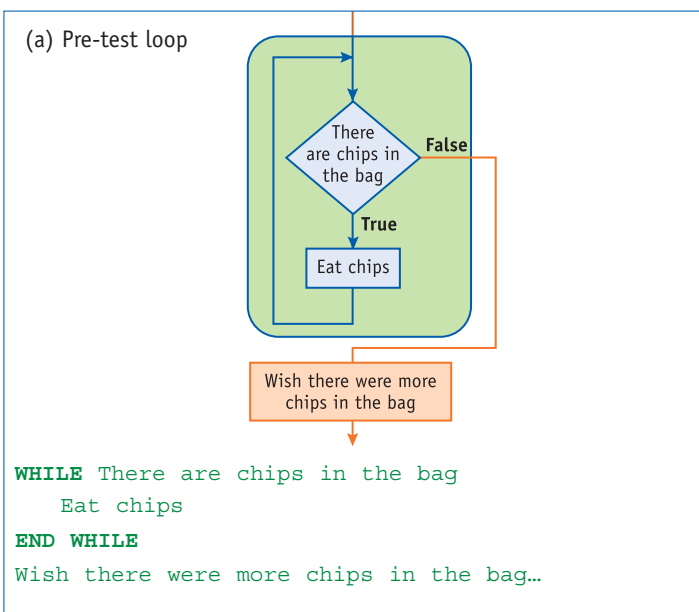 (a) Pre-test loop
There
are chips in
the bag
False
True
Eat chips
Wish there were more
chips in the bag
WHILE There are chips in the bag
Eat chips
END WHILE
Wish there were more chips in the bag…